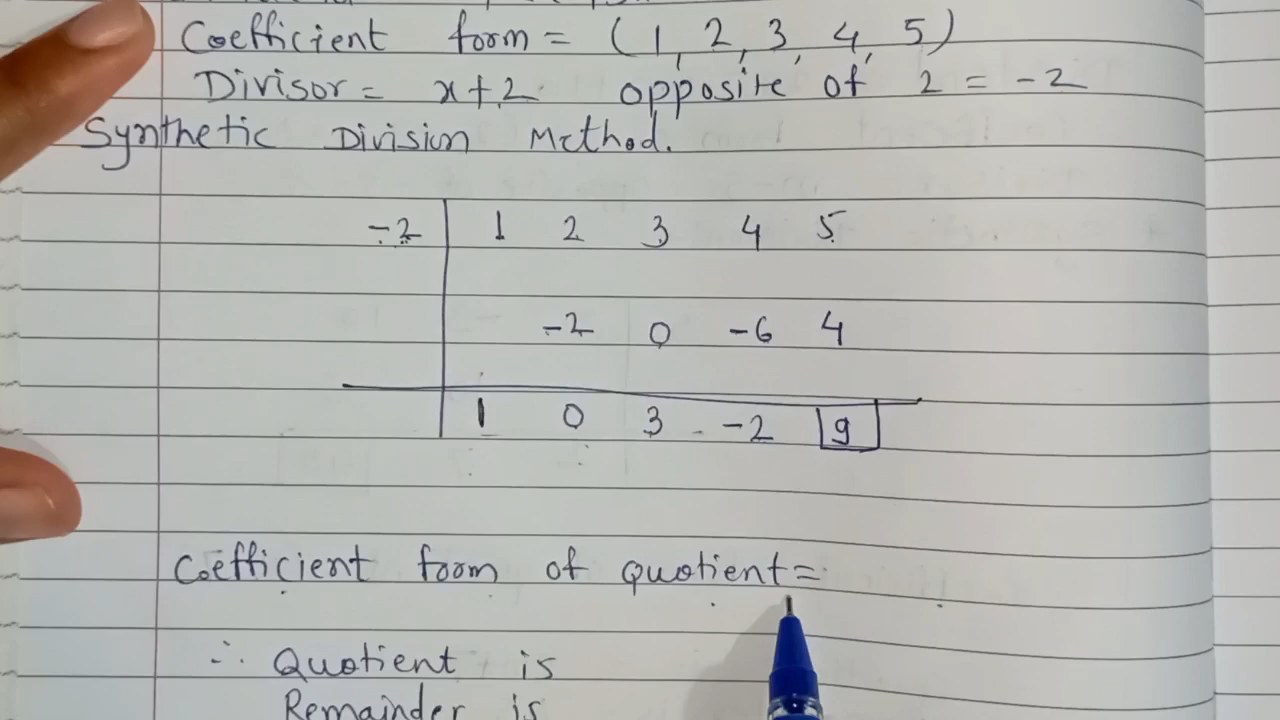 Coefficient form = (1, 2, 3, 4, 5)
Divisor = x+2 opposite of 2 = -2
Synthetic Division Method.
-2 1 2 3 4 5
-2 0 -6 4
1 0 3 -2 9
Coefficient form of quotient =
∴ Quotient is
Remainder is